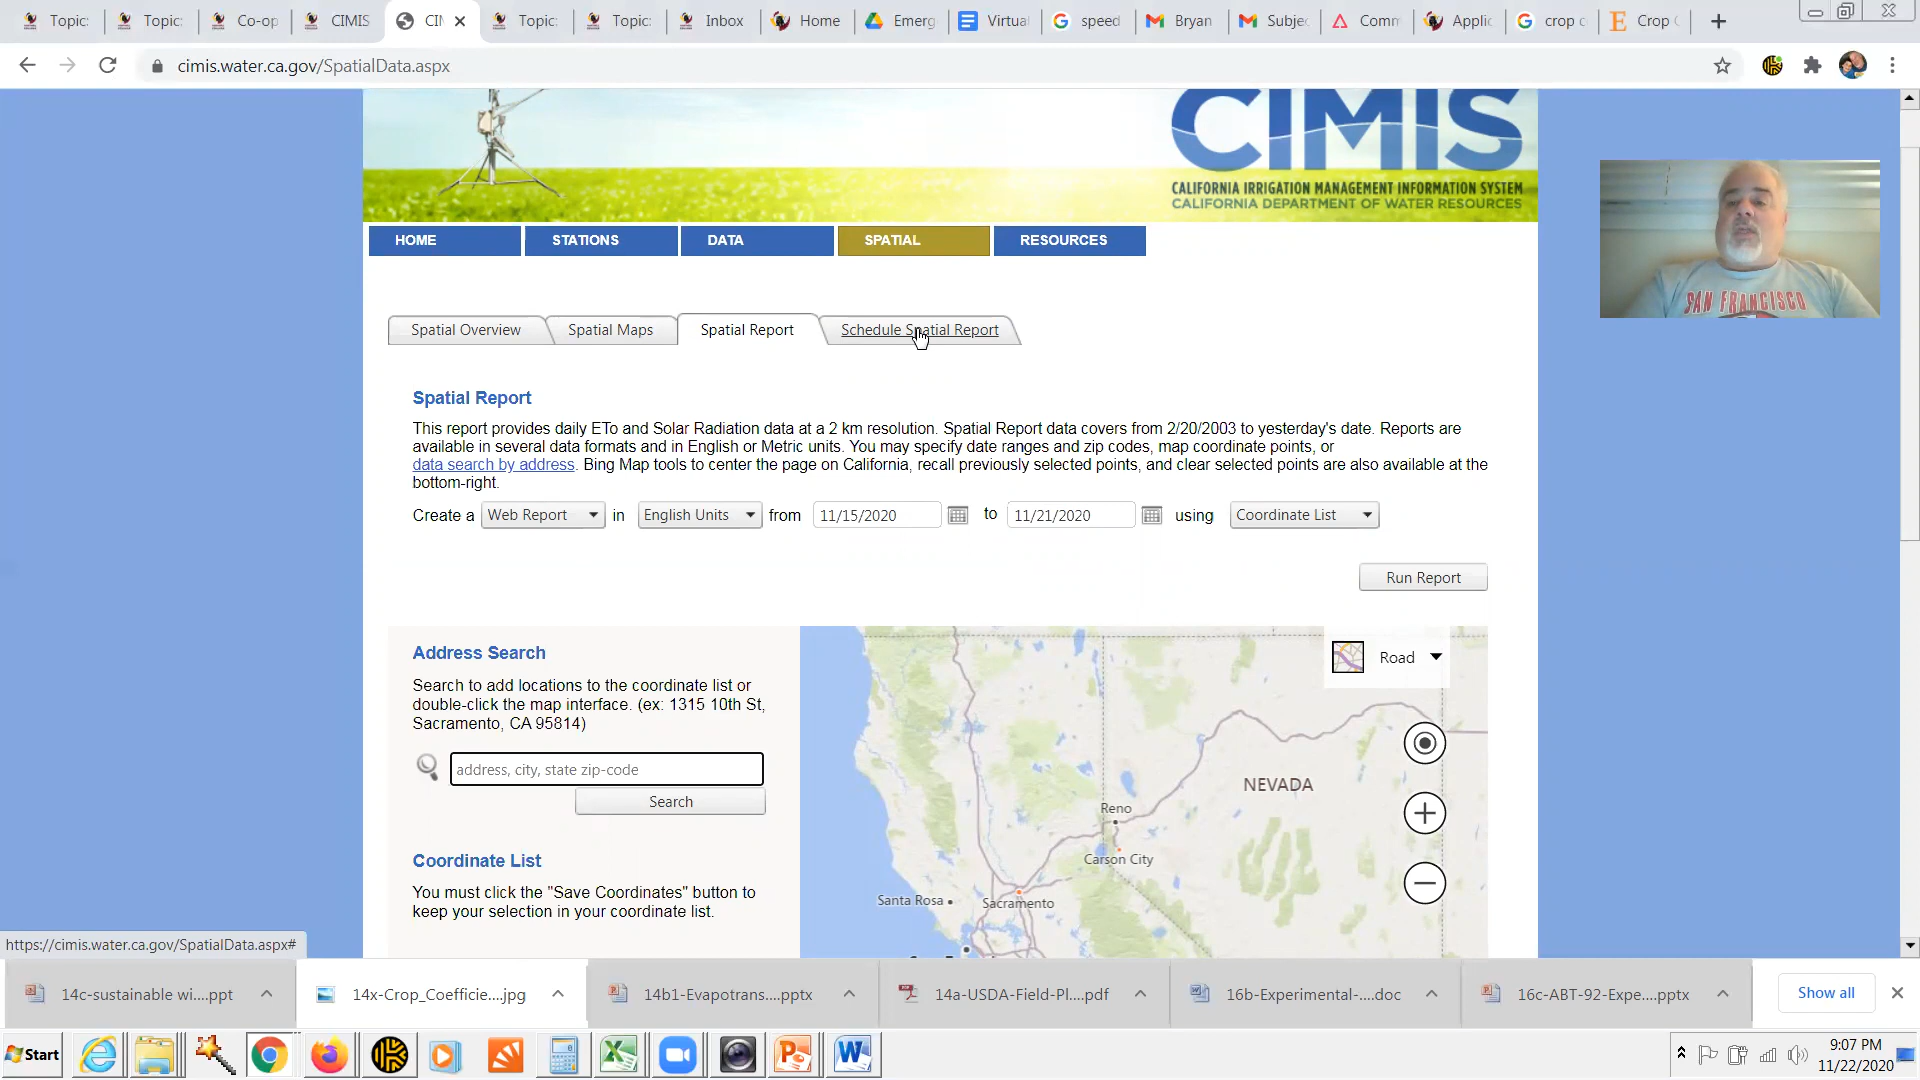 Topic:
Topic:
Co-op
CIMIS
CIM
Topic:
Topic:
Inbox
Home
Emerg
Virtua
speed
Bryan
Subjec
Comm
Applic
crop c
Crop C
cimis.water.ca.gov/SpatialData.aspx
CIMIS
CALIFORNIA IRRIGATION MANAGEMENT INFORMATION SYSTEM
CALIFORNIA DEPARTMENT OF WATER RESOURCES
HOME
STATIONS
DATA
SPATIAL
RESOURCES
SAN FRANCISCO
Spatial Overview
Spatial Maps
Spatial Report
Schedule Spatial Report
Spatial Report
This report provides daily ETo and Solar Radiation data at a 2 km resolution. Spatial Report data covers from 2/20/2003 to yesterday's date. Reports are
available in several data formats and in English or Metric units. You may specify date ranges and zip codes, map coordinate points, or
data search by address. Bing Map tools to center the page on California, recall previously selected points, and clear selected points are also available at the
bottom-right.
Create a Web Report in English Units from 11/15/2020 to 11/21/2020 using Coordinate List
Run Report
Address Search
Search to add locations to the coordinate list or
double-click the map interface. (ex: 1315 10th St,
Sacramento, CA 95814)
address, city, state zip-code
Search
Coordinate List
You must click the "Save Coordinates" button to
keep your selection in your coordinate list.
Road
NEVADA
Reno
Carson City
Santa Rosa
Sacramento
https://cimis.water.ca.gov/SpatialData.aspx#
14c-sustainable wi....ppt
14x-Crop_Coefficie....jpg
14b1-Evapotrans....pptx
14a-USDA-Field-Pl....pdf
16b-Experimental-....doc
16c-ABT-92-Expe....pptx
Show all
Start
9:07 PM
11/22/2020